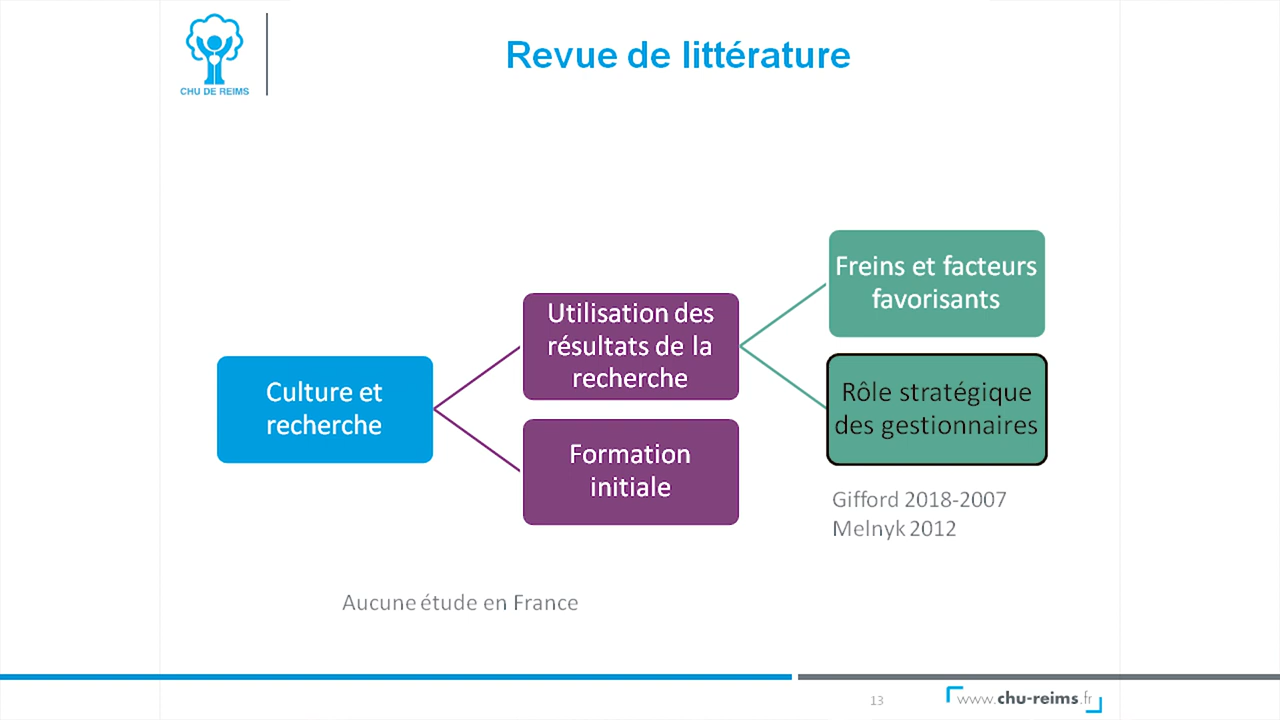 CHU DE REIMS
Revue de littérature
Culture et
recherche
Utilisation des
résultats de la
recherche
Formation
initiale
Freins et facteurs
favorisants
Rôle stratégique
des gestionnaires
Gifford 2018-2007
Melnyk 2012
Aucune étude en France
13
www.chu-reims.fr